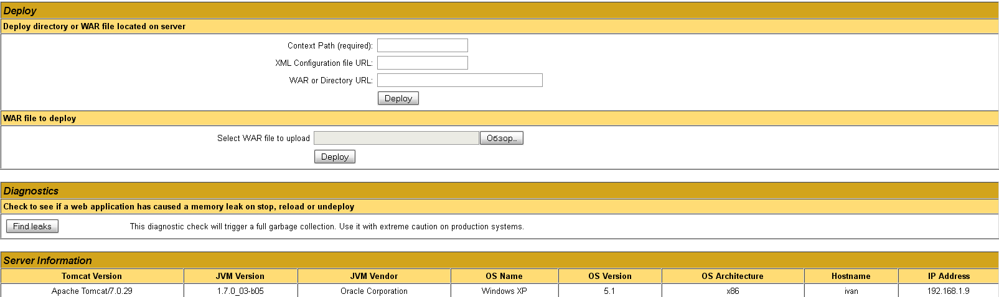 Deploy
Deploy directory or WAR file located on server
Context Path (required):
XML Configuration file URL:
WAR or Directory URL:
Deploy
WAR file to deploy
Select WAR file to upload Обзор...
Deploy
Diagnostics
Check to see if a web application has caused a memory leak on stop, reload or undeploy
Find leaks This diagnostic check will trigger a full garbage collection. Use it with extreme caution on production systems.
Server Information
Tomcat Version JVM Version JVM Vendor OS Name OS Version OS Architecture Hostname IP Address
Apache Tomcat/7.0.29 1.7.0_03-b05 Oracle Corporation Windows XP 5.1 x86 ivan 192.168.1.9